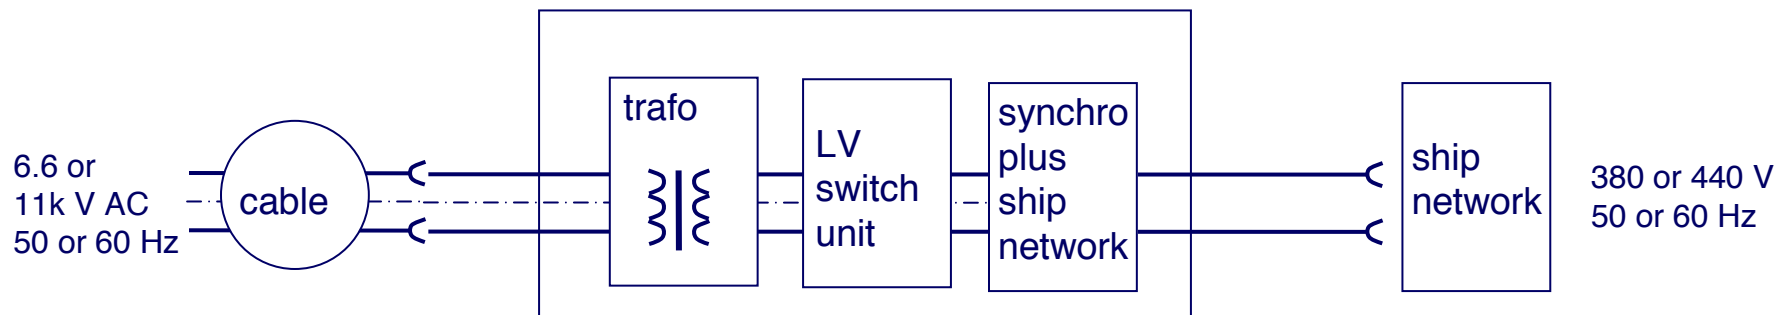 6.6 or
11k V AC
50 or 60 Hz
cable
trafo
LV
switch
unit
synchro
plus
ship
network
ship
network
380 or 440 V
50 or 60 Hz